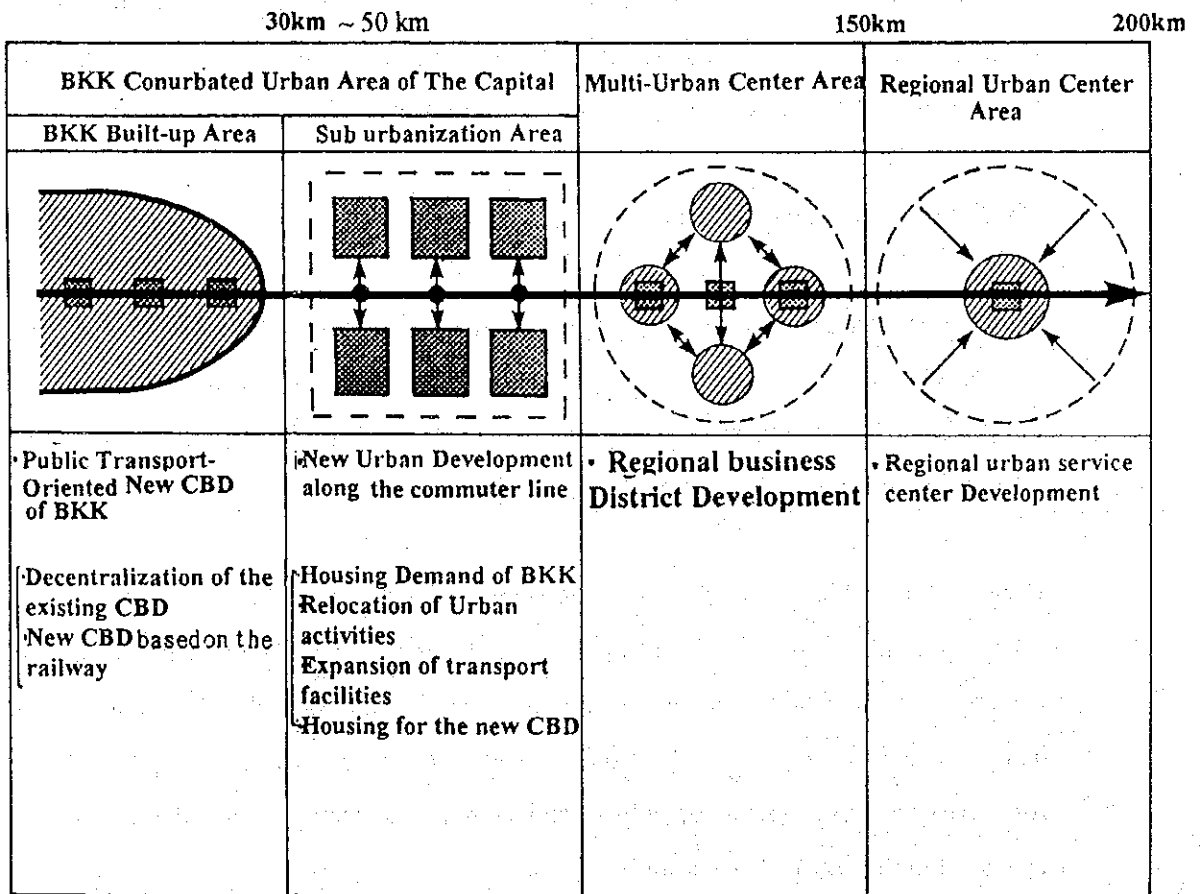 30km ~ 50 km
150km
200km
BKK Conurbated Urban Area of The Capital
Multi-Urban Center Area
Regional Urban Center
Area
BKK Built-up Area
Sub urbanization Area
· Public Transport-
Oriented New CBD
of BKK
· Decentralization of the
existing CBD
· New CBD based on the
railway
· New Urban Development
along the commuter line
· Housing Demand of BKK
Relocation of Urban
activities
Expansion of transport
facilities
· Housing for the new CBD
· Regional business
District Development
· Regional urban service
center Development